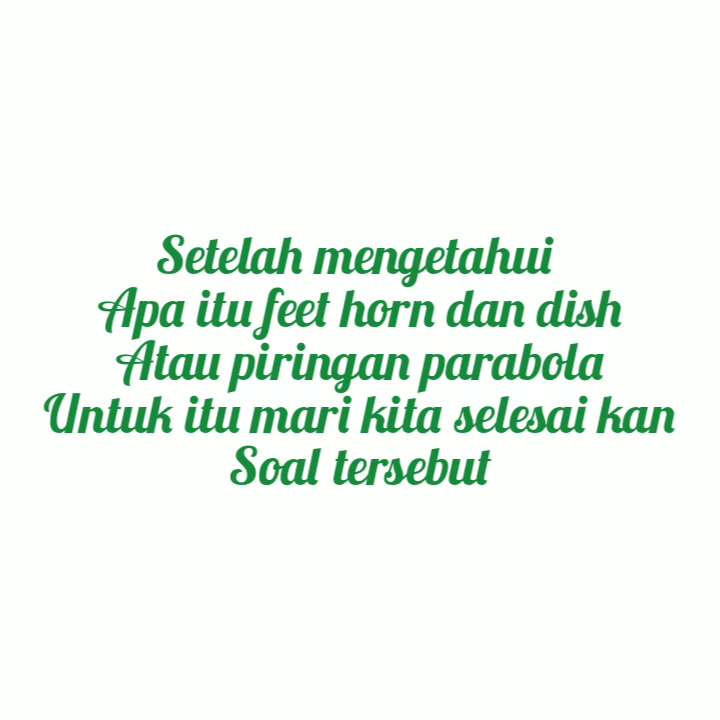 Setelah mengetahui
Apa itu feet horn dan dish
Atau piringan parabola
Untuk itu mari kita selesai kan
Soal tersebut